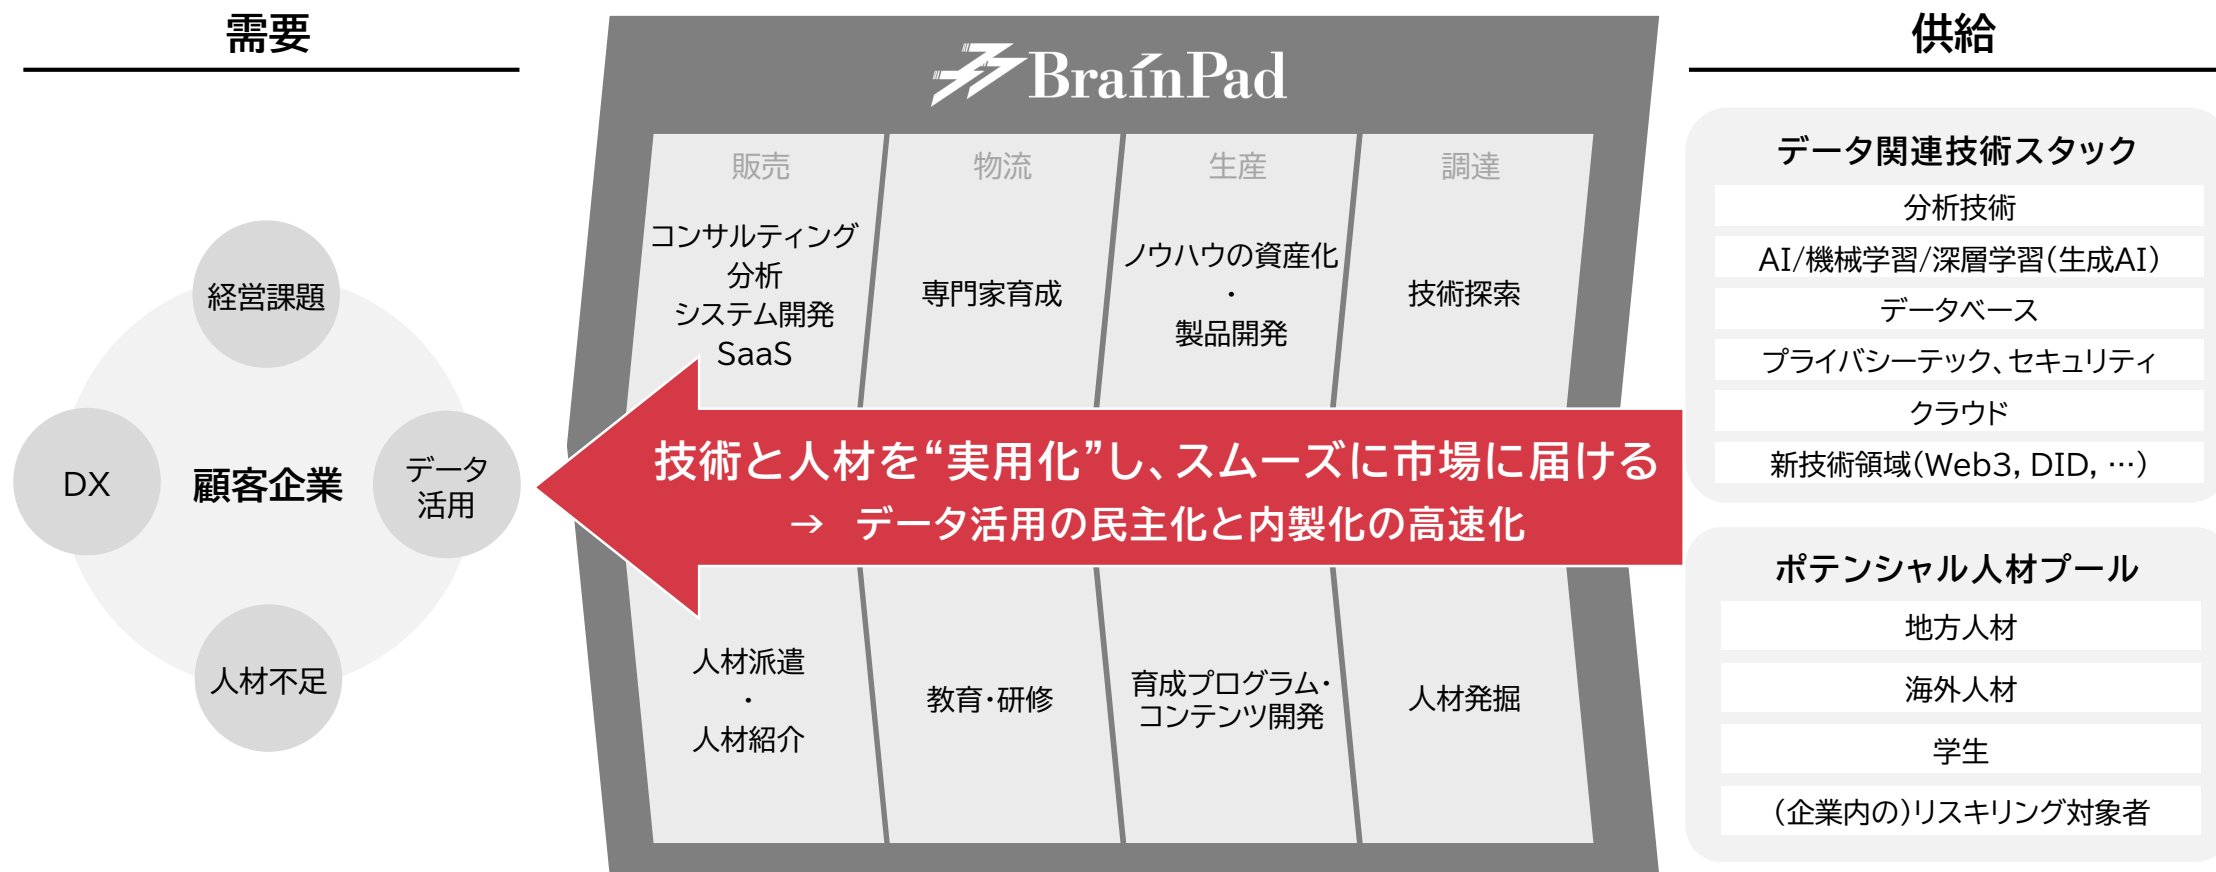 需要
経営課題
DX
顧客企業
データ
活用
人材不足
BrainPad
販売
コンサルティング
分析
システム開発
SaaS
物流
専門家育成
生産
ノウハウの資産化
・
製品開発
調達
技術探索
技術と人材を“実用化”し、スムーズに市場に届ける
→ データ活用の民主化と内製化の高速化
人材派遣
・
人材紹介
教育・研修
育成プログラム・
コンテンツ開発
人材発掘
供給
データ関連技術スタック
分析技術
AI/機械学習/深層学習(生成AI)
データベース
プライバシーテック、セキュリティ
クラウド
新技術領域(Web3, DID, …)
ポテンシャル人材プール
地方人材
海外人材
学生
(企業内の)リスキリング対象者